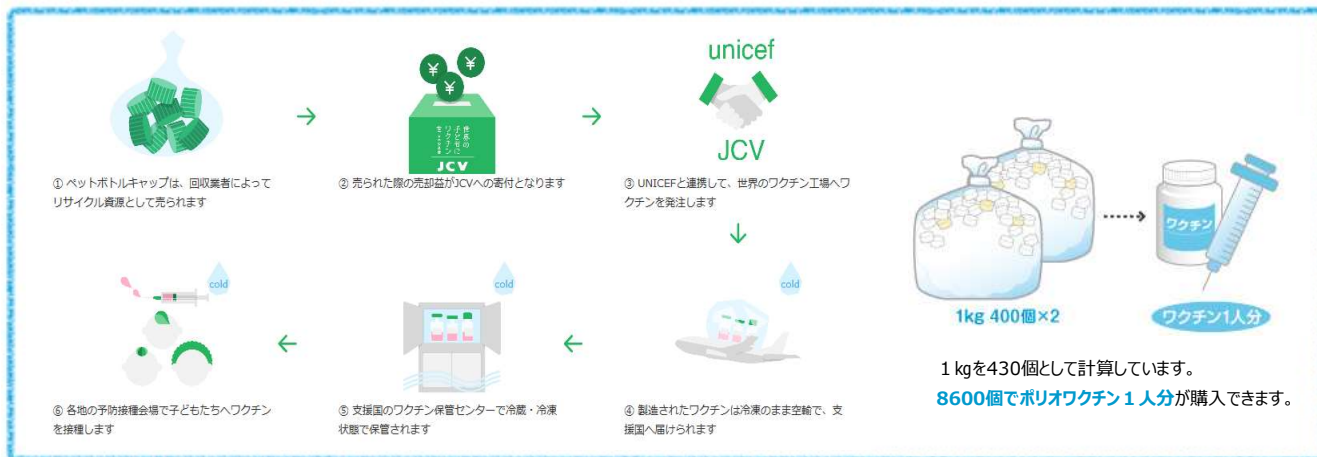 ¥ ¥ ¥
世界の
子どもに
ワクチンを
JCV
unicef
JCV
① ペットボトルキャップは、回収業者によって
リサイクル資源として売られます
② 売られた際の売却益がJCVへの寄付となります
③ UNICEFと連携して、世界のワクチン工場へワ
クチンを発注します
cold
⑥ 各地の予防接種会場で子どもたちへワクチン
を接種します
cold
⑤ 支援国のワクチン保管センターで冷蔵・冷凍
状態で保管されます
cold
④ 製造されたワクチンは冷凍のまま空輸で、支
援国へ届けられます
ワクチン
1kg 400個×2
ワクチン1人分
1㎏を430個として計算しています。
8600個でポリオワクチン1人分が購入できます。